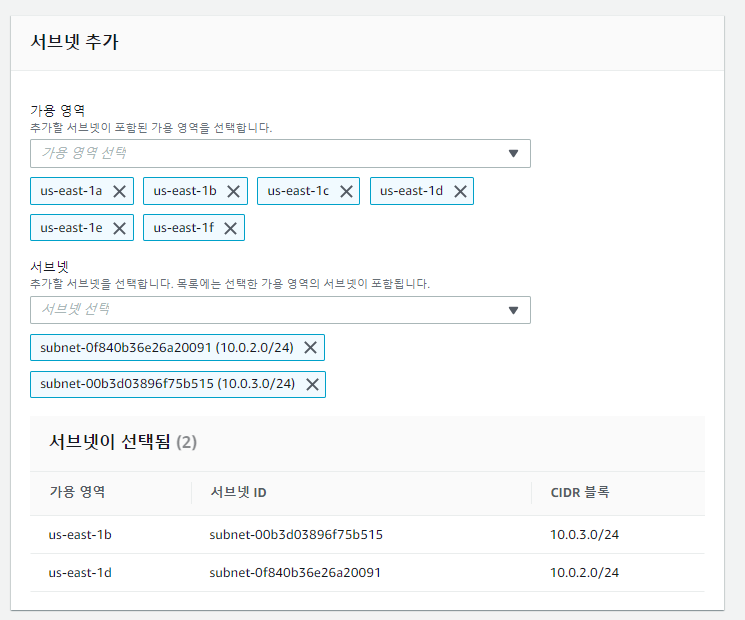 서브넷 추가
가용 영역
추가할 서브넷이 포함된 가용 영역을 선택합니다.
가용 영역 선택
us-east-1a us-east-1b us-east-1c us-east-1d
us-east-1e us-east-1f
서브넷
추가할 서브넷을 선택합니다. 목록에는 선택한 가용 영역의 서브넷이 포함됩니다.
서브넷 선택
subnet-0f840b36e26a20091 (10.0.2.0/24)
subnet-00b3d03896f75b515 (10.0.3.0/24)
서브넷이 선택됨 (2)
가용 영역 서브넷 ID CIDR 블록
us-east-1b subnet-00b3d03896f75b515 10.0.3.0/24
us-east-1d subnet-0f840b36e26a20091 10.0.2.0/24